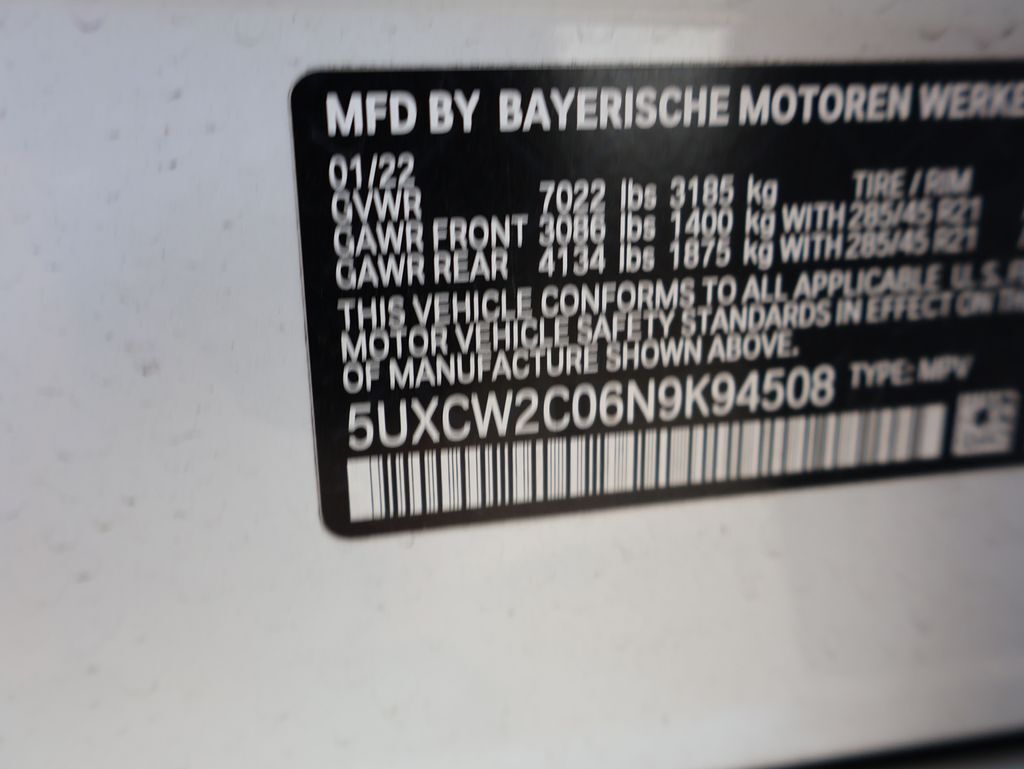 MFD BY BAYERISCHE MOTOREN WERKE
01/22
GVWR 7022 lbs 3185 kg TIRE / RIM
GAWR FRONT 3086 lbs 1400 kg WITH 285/45 R21
GAWR REAR 4134 lbs 1875 kg WITH 285/45 R21
THIS VEHICLE CONFORMS TO ALL APPLICABLE U.S. F
MOTOR VEHICLE SAFETY STANDARDS IN EFFECT ON TH
OF MANUFACTURE SHOWN ABOVE.
5UXCW2C06N9K94508 TYPE: MPV